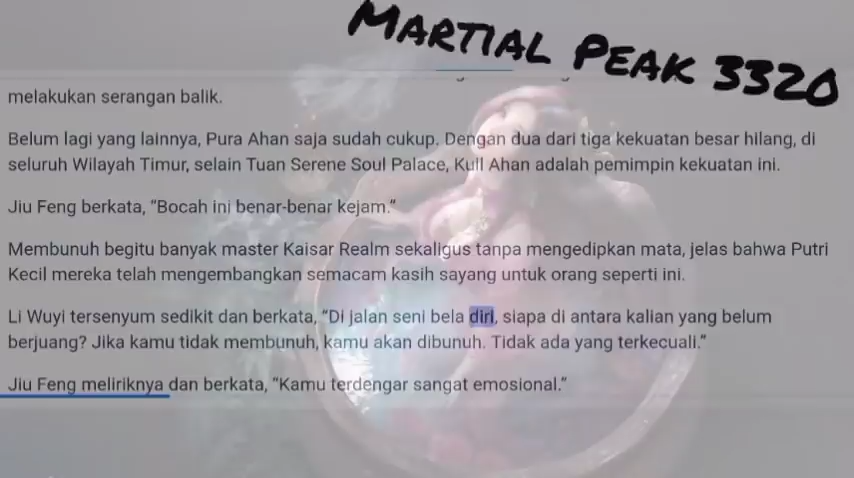 MARTIAL PEAK 3320
melakukan serangan balik.
Belum lagi yang lainnya, Pura Ahan saja sudah cukup. Dengan dua dari tiga kekuatan besar hilang, di
seluruh Wilayah Timur, selain Tuan Serene Soul Palace, Kuil Ahan adalah pemimpin kekuatan ini.
Jiu Feng berkata, “Bocah ini benar-benar kejam.”
Membunuh begitu banyak master Kaisar Realm sekaligus tanpa mengedipkan mata, jelas bahwa Putri
Kecil mereka telah mengembangkan semacam kasih sayang untuk orang seperti ini.
Li Wuyi tersenyum sedikit dan berkata, “Di jalan seni bela diri, siapa di antara kalian yang belum
berjuang? Jika kamu tidak membunuh, kamu akan dibunuh. Tidak ada yang terkecuali.”
Jiu Feng meliriknya dan berkata, “Kamu terdengar sangat emosional.”